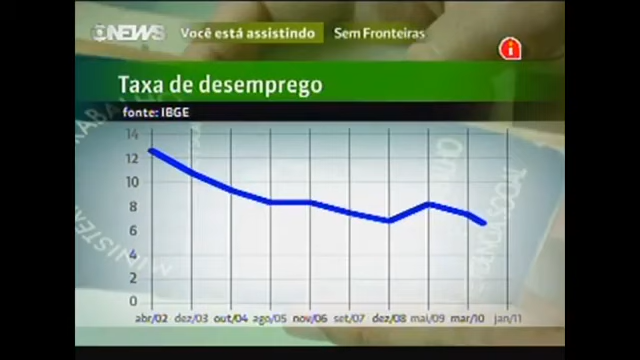 NEWS Você está assistindo Sem Fronteiras
i
Taxa de desemprego
fonte: IBGE
14
12
10
8
6
4
2
0
abr/02 dez/03 out/04 ago/05 nov/06 set/07 dez/08 mai/09 mar/10 jan/11